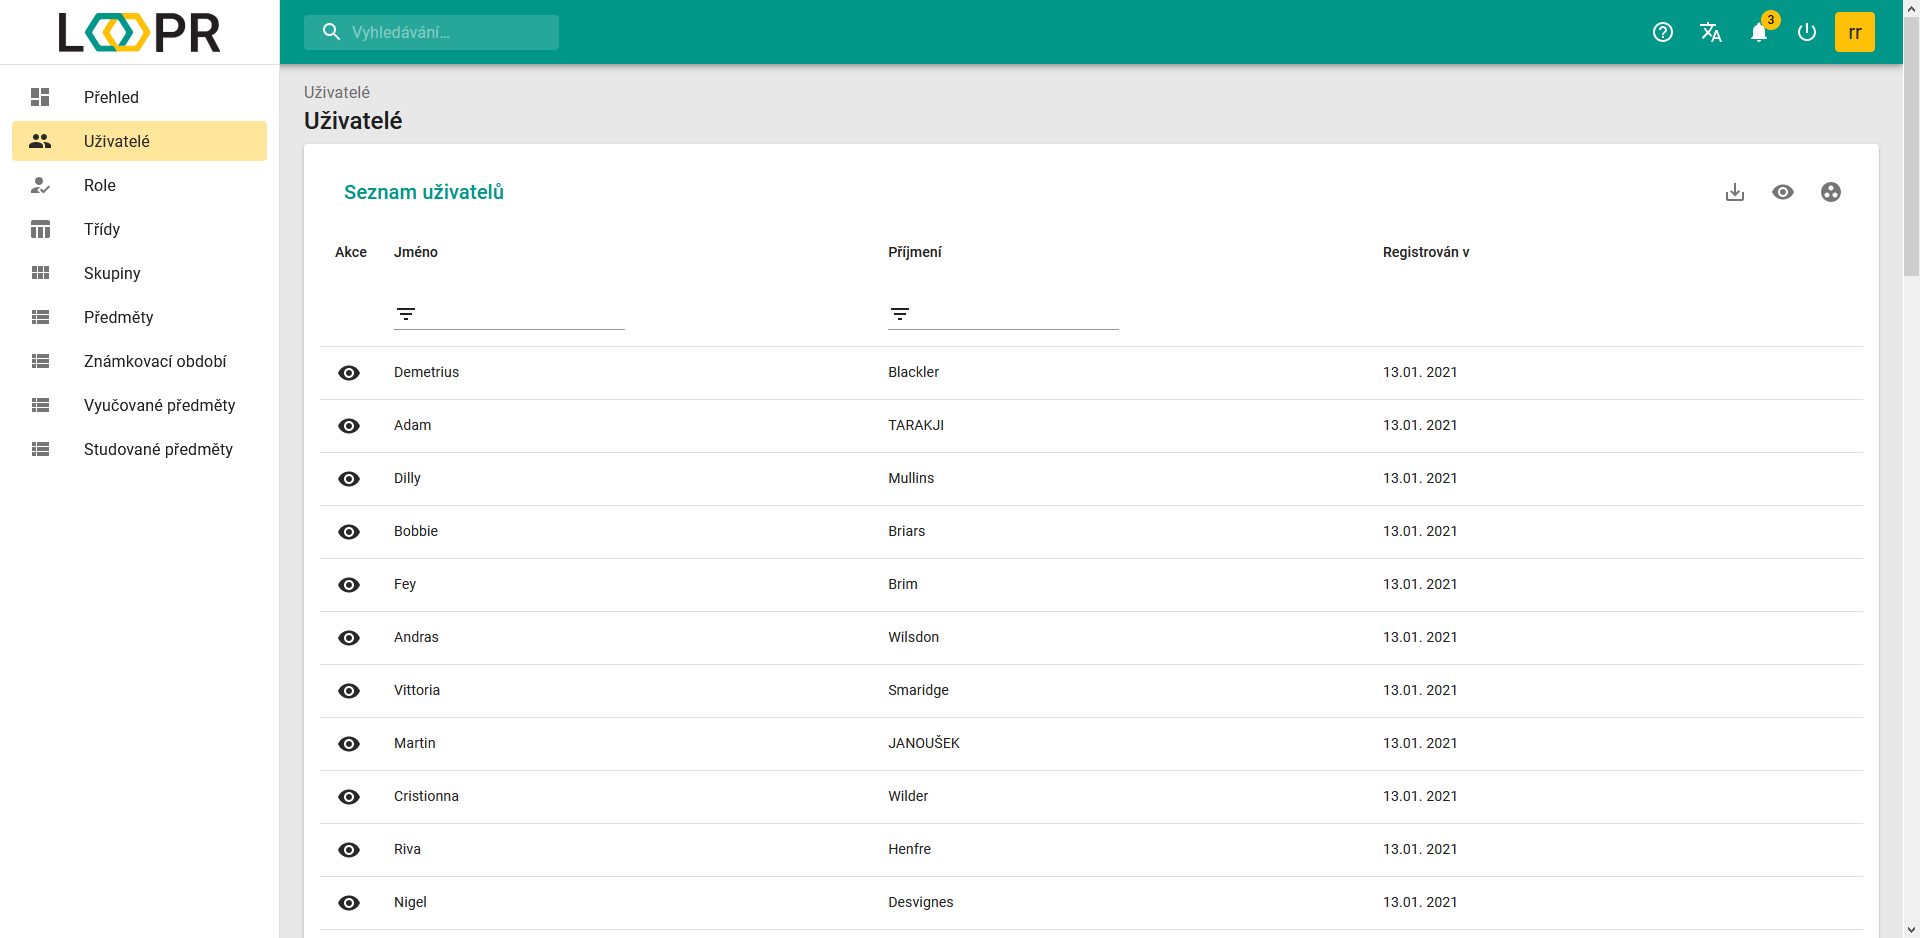 LOOPR
Vyhledávání...
3
rr
Přehled
Uživatelé
Role
Třídy
Skupiny
Předměty
Známkovací období
Vyučované předměty
Studované předměty
Uživatelé
Uživatelé
Seznam uživatelů
Akce Jméno Příjmení Registrován v
Demetrius Blackler 13.01. 2021
Adam TARAKJI 13.01. 2021
Dilly Mullins 13.01. 2021
Bobbie Briars 13.01. 2021
Fey Brim 13.01. 2021
Andras Wilsdon 13.01. 2021
Vittoria Smaridge 13.01. 2021
Martin JANOUŠEK 13.01. 2021
Cristionna Wilder 13.01. 2021
Riva Henfre 13.01. 2021
Nigel Desvignes 13.01. 2021